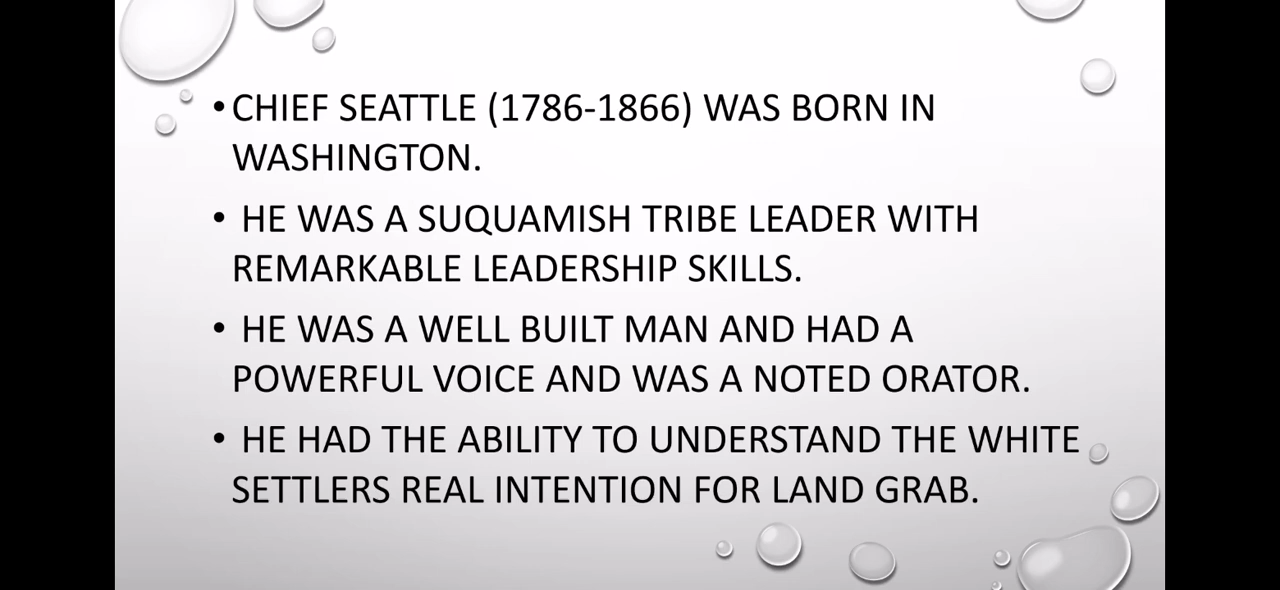 • CHIEF SEATTLE (1786-1866) WAS BORN IN
WASHINGTON.
• HE WAS A SUQUAMISH TRIBE LEADER WITH
REMARKABLE LEADERSHIP SKILLS.
• HE WAS A WELL BUILT MAN AND HAD A
POWERFUL VOICE AND WAS A NOTED ORATOR.
• HE HAD THE ABILITY TO UNDERSTAND THE WHITE
SETTLERS REAL INTENTION FOR LAND GRAB.